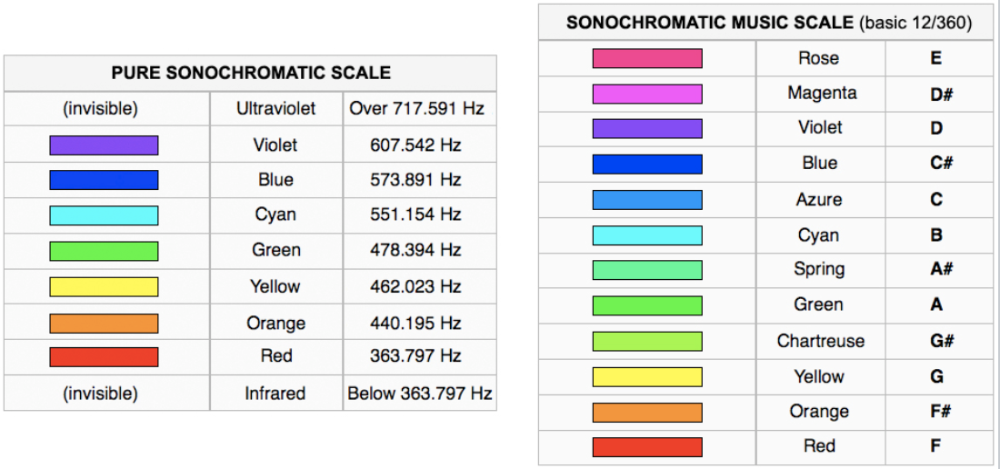 PURE SONOCHROMATIC SCALE
(invisible) Ultraviolet Over 717.591 Hz
Violet 607.542 Hz
Blue 573.891 Hz
Cyan 551.154 Hz
Green 478.394 Hz
Yellow 462.023 Hz
Orange 440.195 Hz
Red 363.797 Hz
(invisible) Infrared Below 363.797 Hz
SONOCHROMATIC MUSIC SCALE (basic 12/360)
Rose E
Magenta D#
Violet D
Blue C#
Azure C
Cyan B
Spring A#
Green A
Chartreuse G#
Yellow G
Orange F#
Red F